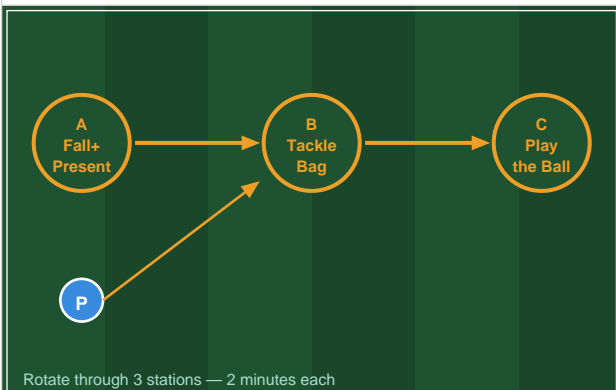 A
Fall+
Present
B
Tackle
Bag
C
Play
the Ball
P
Rotate through 3 stations — 2 minutes each